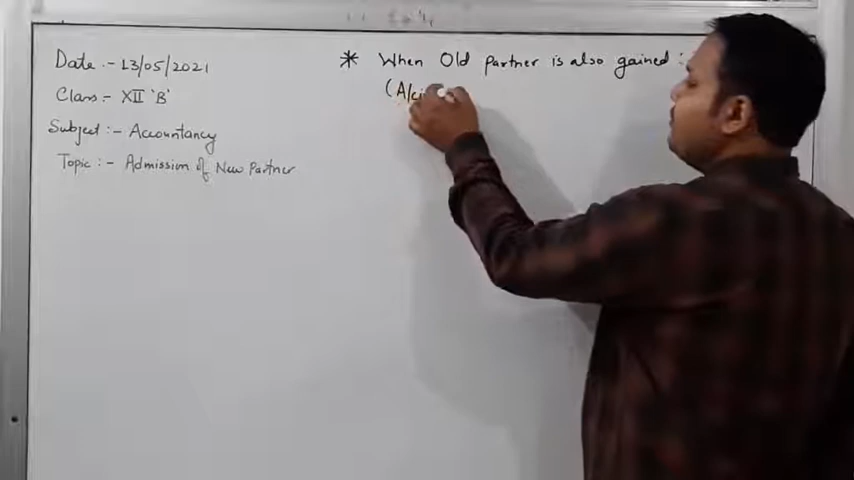 Date :- 13/05/2021
Class :- XII 'B'
Subject :- Accountancy
Topic :- Admission of New Partner
* When Old partner is also gained :